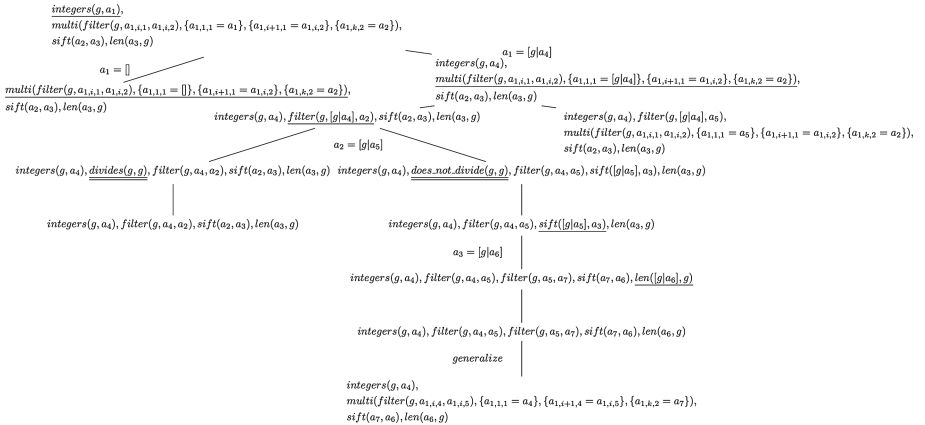 integers(g, a_1),
multi(filter(g, a_{1,i,1}, a_{1,i,2}), {a_{1,1,1} = a_1}, {a_{1,i+1,1} = a_{1,i,2}}, {a_{1,k,2} = a_2}),
sift(a_2, a_3), len(a_3, g)
a_1 = []
a_1 = [g|a_4]
multi(filter(g, a_{1,i,1}, a_{1,i,2}), {a_{1,1,1} = []}, {a_{1,i+1,1} = a_{1,i,2}}, {a_{1,k,2} = a_2}),
sift(a_2, a_3), len(a_3, g)
integers(g, a_4),
multi(filter(g, a_{1,i,1}, a_{1,i,2}), {a_{1,1,1} = [g|a_4]}, {a_{1,i+1,1} = a_{1,i,2}}, {a_{1,k,2} = a_2}),
sift(a_2, a_3), len(a_3, g)
integers(g, a_4), filter(g, [g|a_4], a_2), sift(a_2, a_3), len(a_3, g)
integers(g, a_4), filter(g, [g|a_4], a_5),
multi(filter(g, a_{1,i,1}, a_{1,i,2}), {a_{1,1,1} = a_5}, {a_{1,i+1,1} = a_{1,i,2}}, {a_{1,k,2} = a_2}),
sift(a_2, a_3), len(a_3, g)
a_2 = [g|a_5]
integers(g, a_4), divides(g, g), filter(g, a_4, a_2), sift(a_2, a_3), len(a_3, g)
integers(g, a_4), does_not_divide(g, g), filter(g, a_4, a_5), sift([g|a_5], a_3), len(a_3, g)
integers(g, a_4), filter(g, a_4, a_2), sift(a_2, a_3), len(a_3, g)
integers(g, a_4), filter(g, a_4, a_5), sift([g|a_5], a_3), len(a_3, g)
a_3 = [g|a_6]
integers(g, a_4), filter(g, a_4, a_5), filter(g, a_5, a_7), sift(a_7, a_6), len([g|a_6], g)
integers(g, a_4), filter(g, a_4, a_5), filter(g, a_5, a_7), sift(a_7, a_6), len(a_6, g)
generalize
integers(g, a_4),
multi(filter(g, a_{1,i,4}, a_{1,i,5}), {a_{1,1,1} = a_4}, {a_{1,i+1,4} = a_{1,i,5}}, {a_{1,k,2} = a_7}),
sift(a_7, a_6), len(a_6, g)